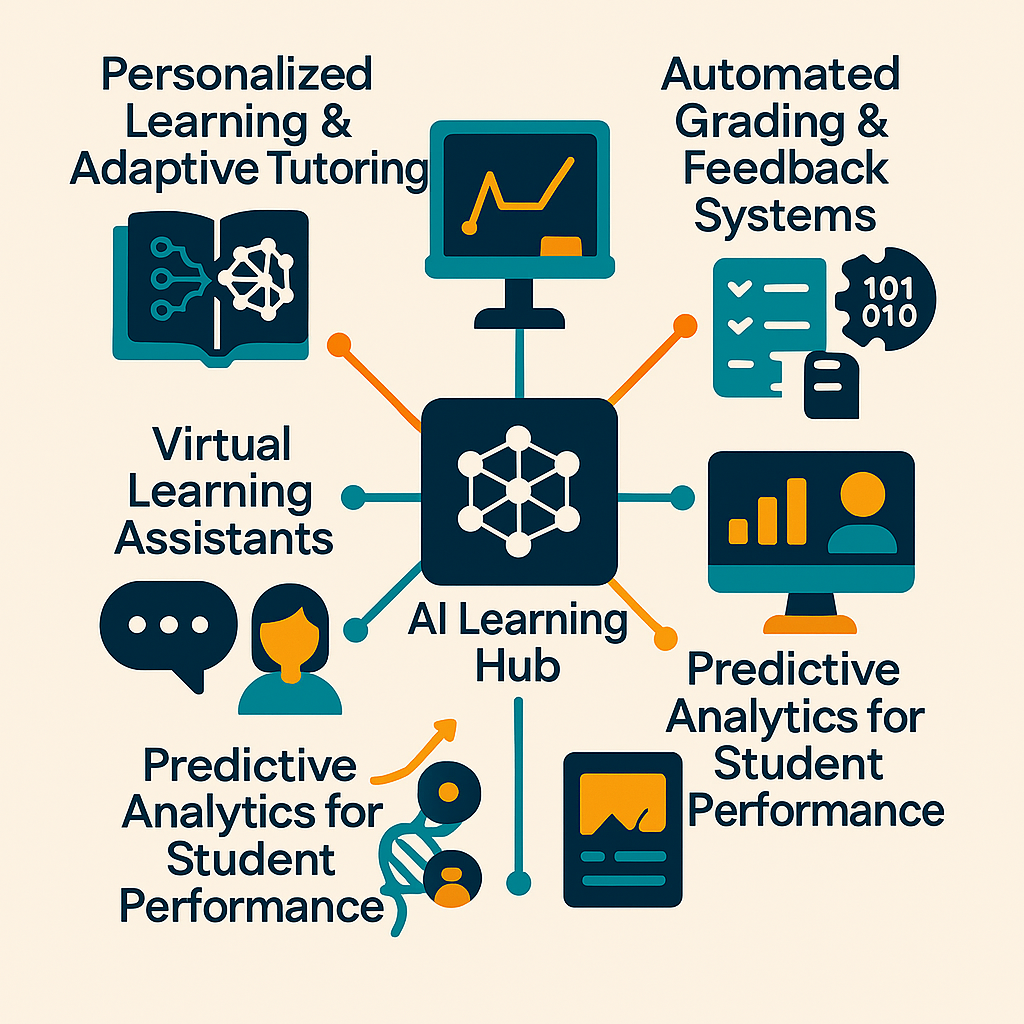 Personalized
Learning &
Adaptive Tutoring
Automated
Grading &
Feedback
Systems
101
010
Virtual
Learning
Assistants
AI Learning
Hub
Predictive
Analytics for
Student
Performance
Predictive
Analytics for
Student
Performance